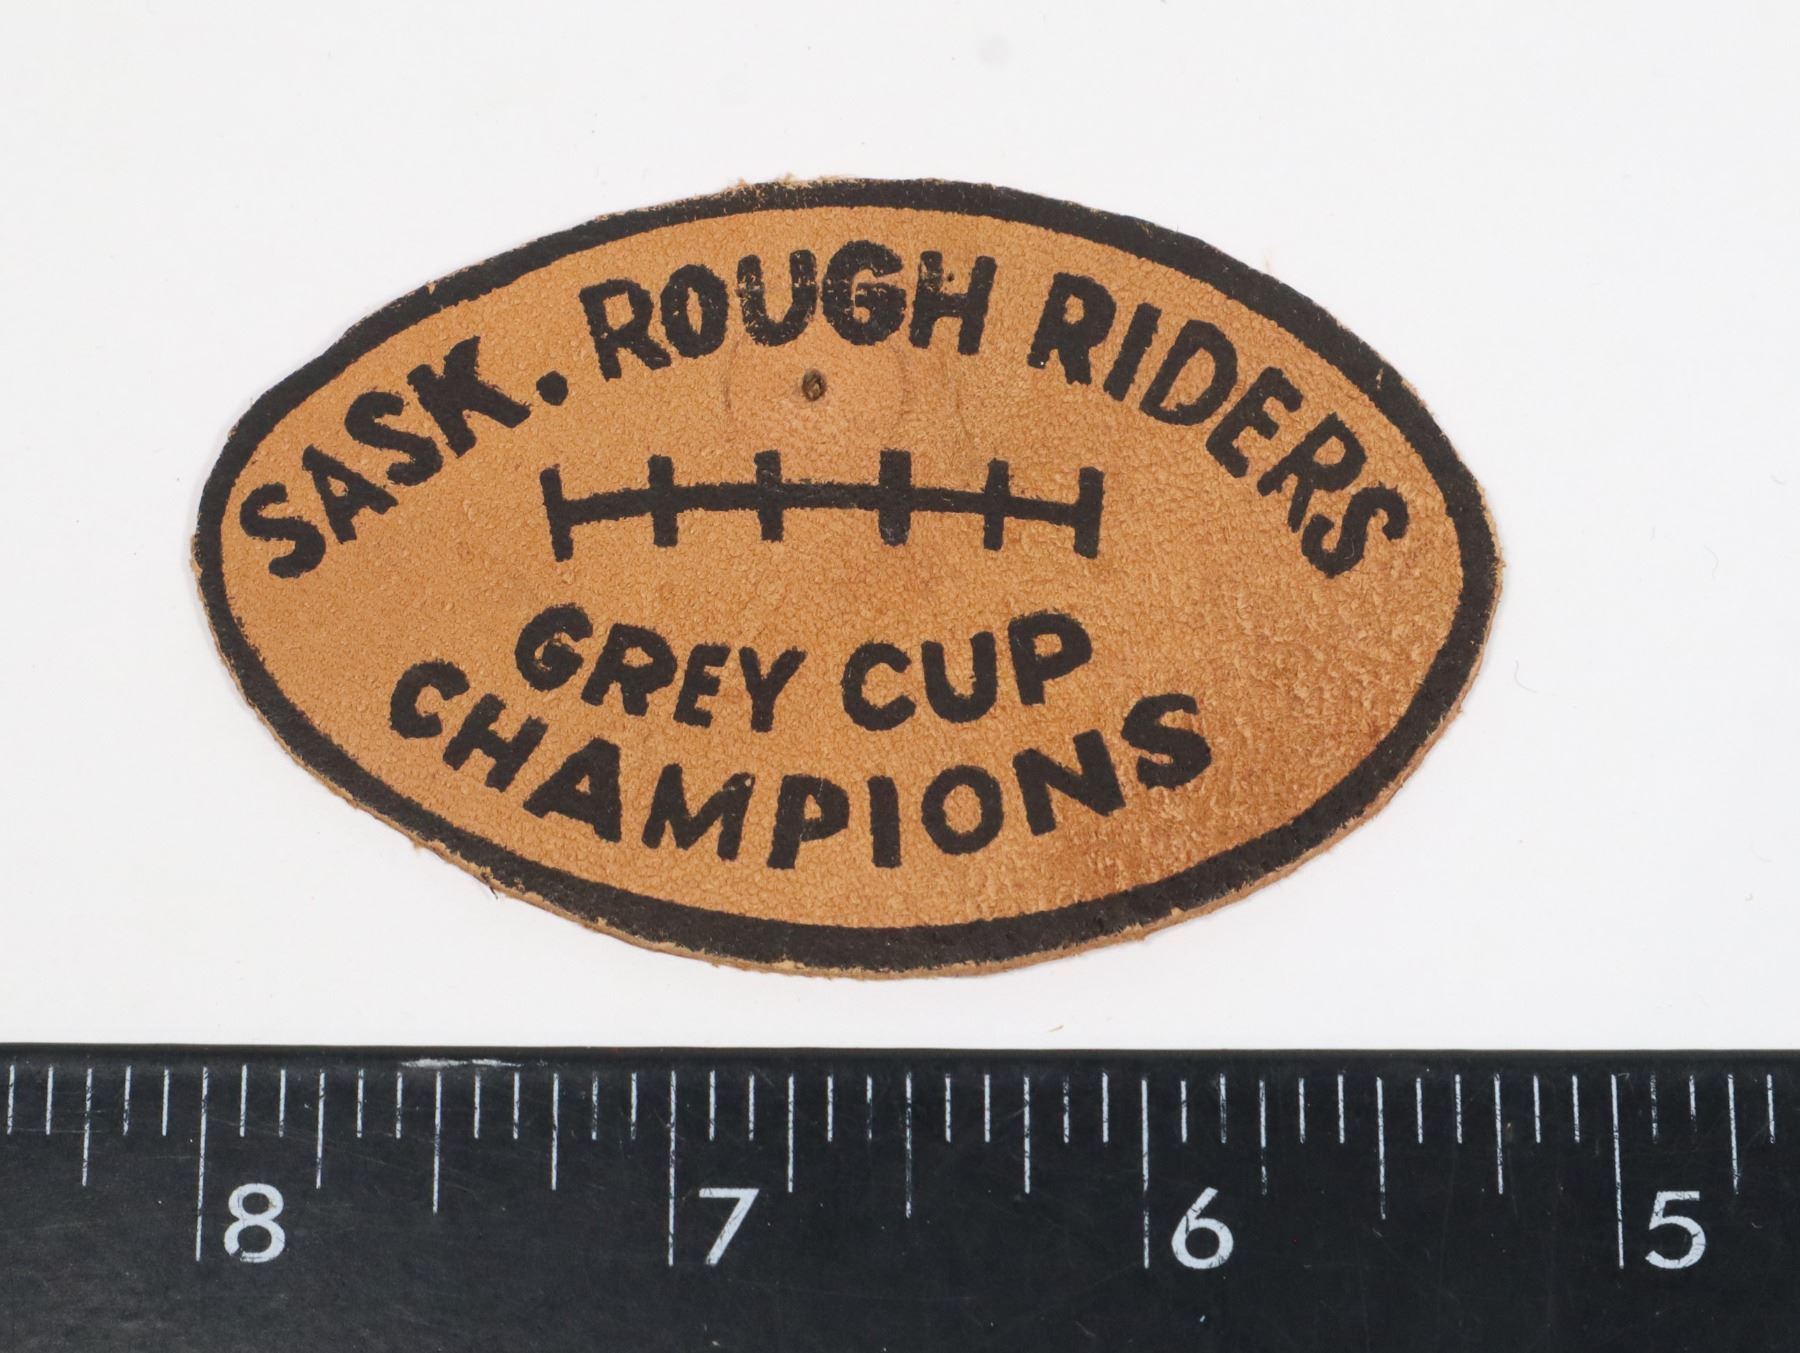 SASK. ROUGH RIDERS
GREY CUP
CHAMPIONS
8 7 6 5